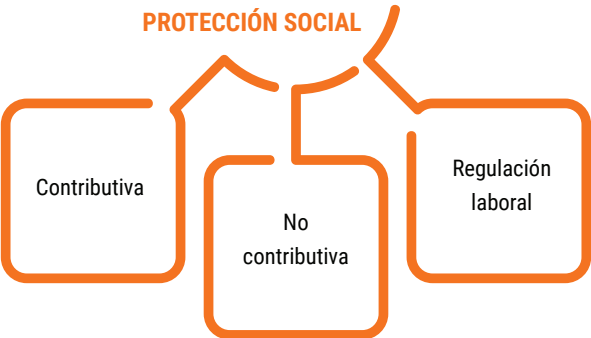 PROTECCIÓN SOCIAL
Contributiva
No
contributiva
Regulación
laboral